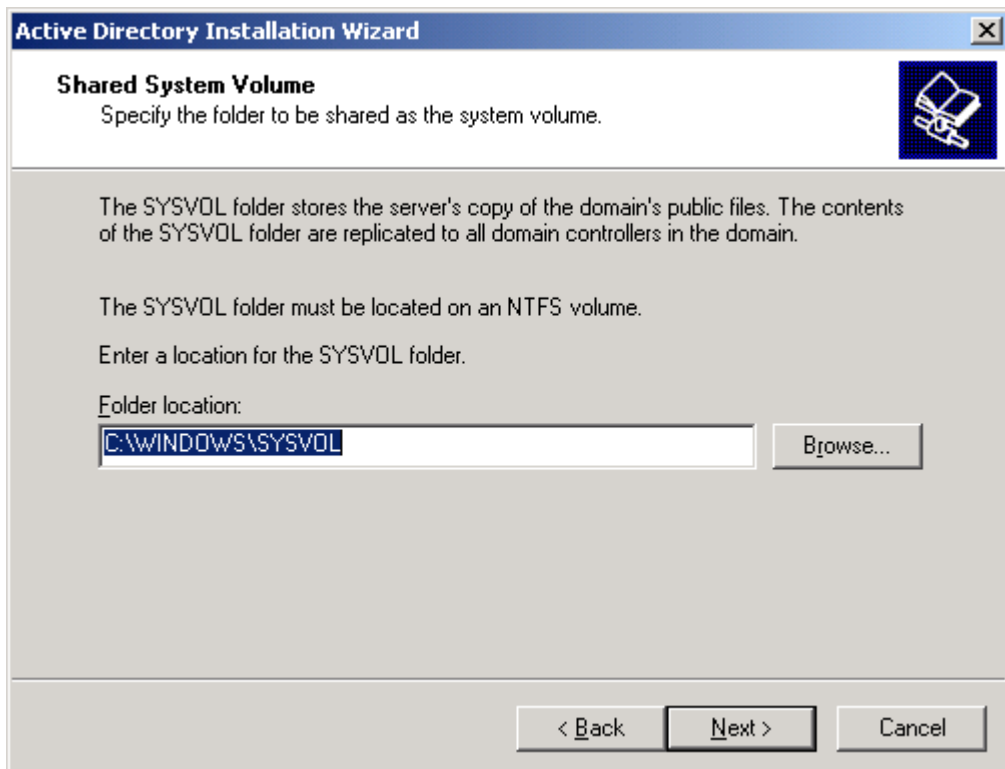 Active Directory Installation Wizard
Shared System Volume
Specify the folder to be shared as the system volume.
The SYSVOL folder stores the server's copy of the domain's public files. The contents
of the SYSVOL folder are replicated to all domain controllers in the domain.
The SYSVOL folder must be located on an NTFS volume.
Enter a location for the SYSVOL folder.
Folder location:
C:\WINDOWS\SYSVOL
Browse...
< Back
Next >
Cancel